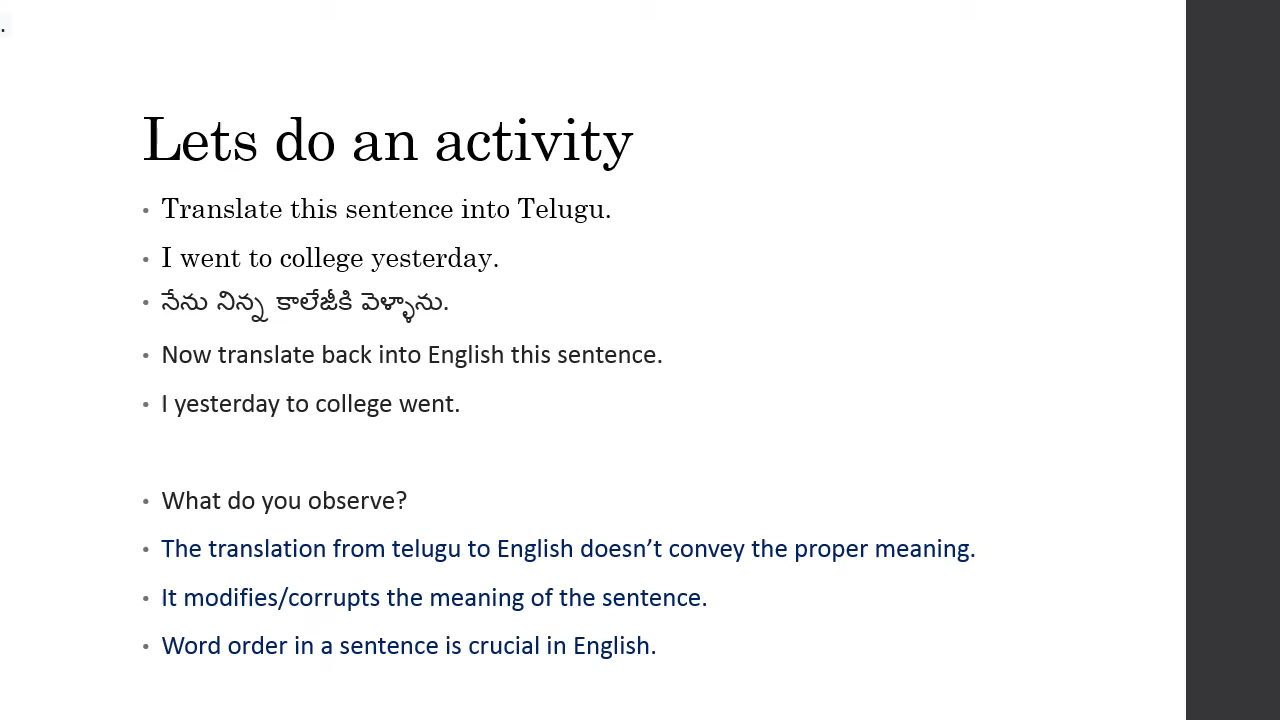 .
Lets do an activity
• Translate this sentence into Telugu.
• I went to college yesterday.
• నేను నిన్న కాలేజీకి వెళ్ళాను.
• Now translate back into English this sentence.
• I yesterday to college went.
• What do you observe?
• The translation from telugu to English doesn’t convey the proper meaning.
• It modifies/corrupts the meaning of the sentence.
• Word order in a sentence is crucial in English.